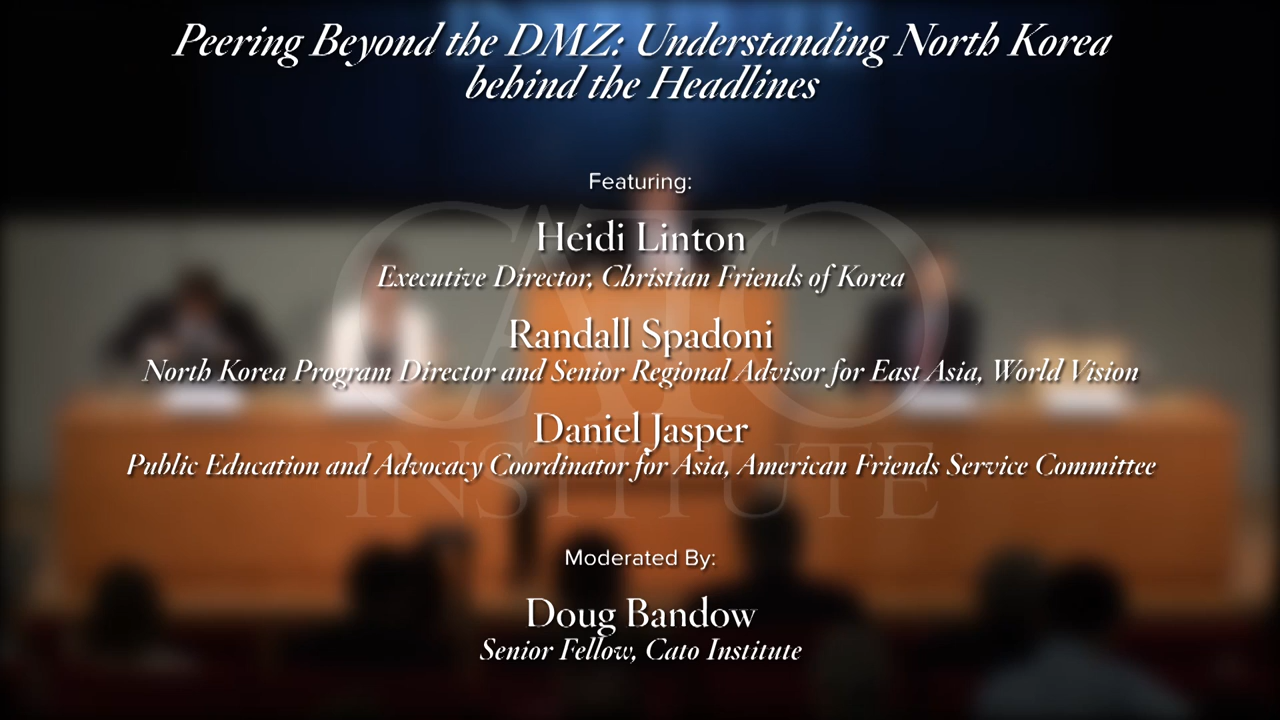 Peering Beyond the DMZ: Understanding North Korea
behind the Headlines
Featuring:
Heidi Linton
Executive Director, Christian Friends of Korea
Randall Spadoni
North Korea Program Director and Senior Regional Advisor for East Asia, World Vision
Daniel Jasper
Public Education and Advocacy Coordinator for Asia, American Friends Service Committee
Moderated By:
Doug Bandow
Senior Fellow, Cato Institute
CATO
INSTITUTE